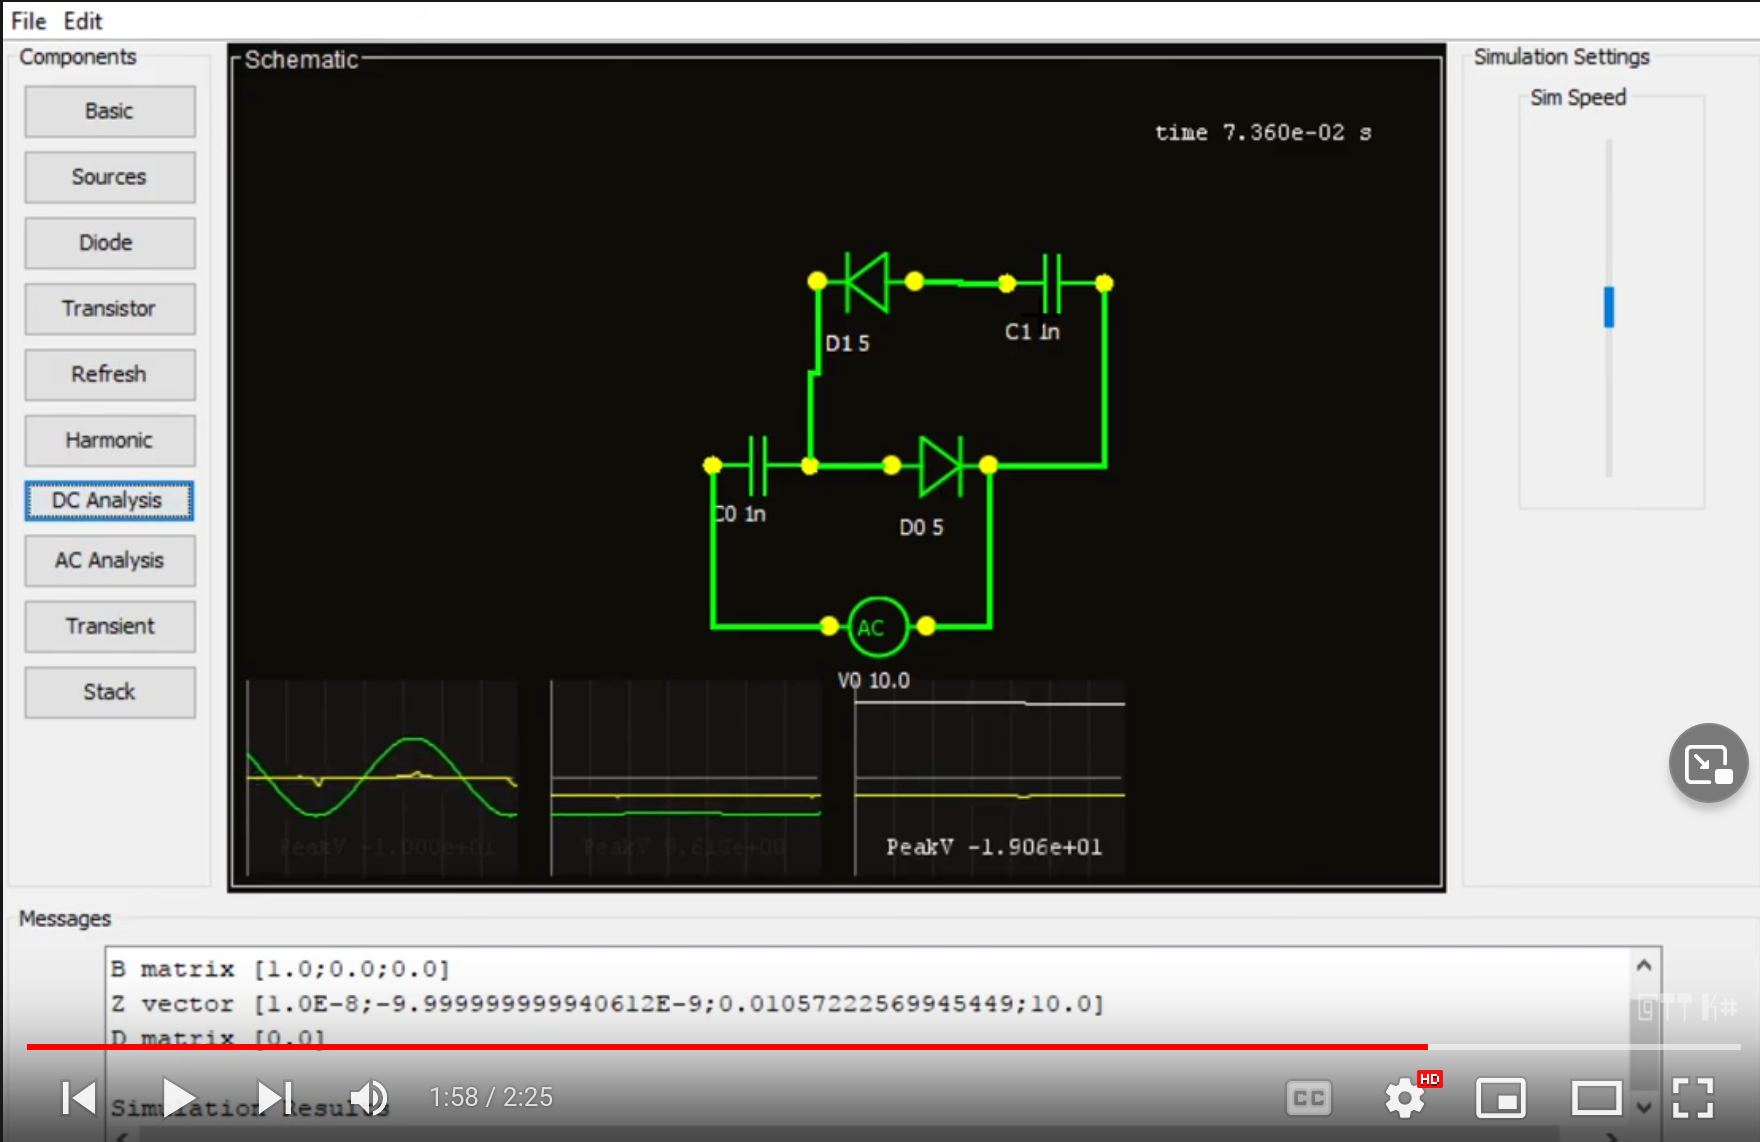 File Edit
Components
Basic
Sources
Diode
Transistor
Refresh
Harmonic
DC Analysis
AC Analysis
Transient
Stack
Schematic
time 7.360e-02 s
D1 5
C1 1n
C0 1n
D0 5
AC
V0 10.0
PeakV -1.000e+01
PeakV 9.610e+00
PeakV -1.906e+01
Simulation Settings
Sim Speed
Messages
B matrix [1.0;0.0;0.0]
Z vector [1.0E-8;-9.999999999940612E-9;0.01057222569945449;10.0]
D matrix [0.0]
Simulation Results
1:58 / 2:25
CC
HD